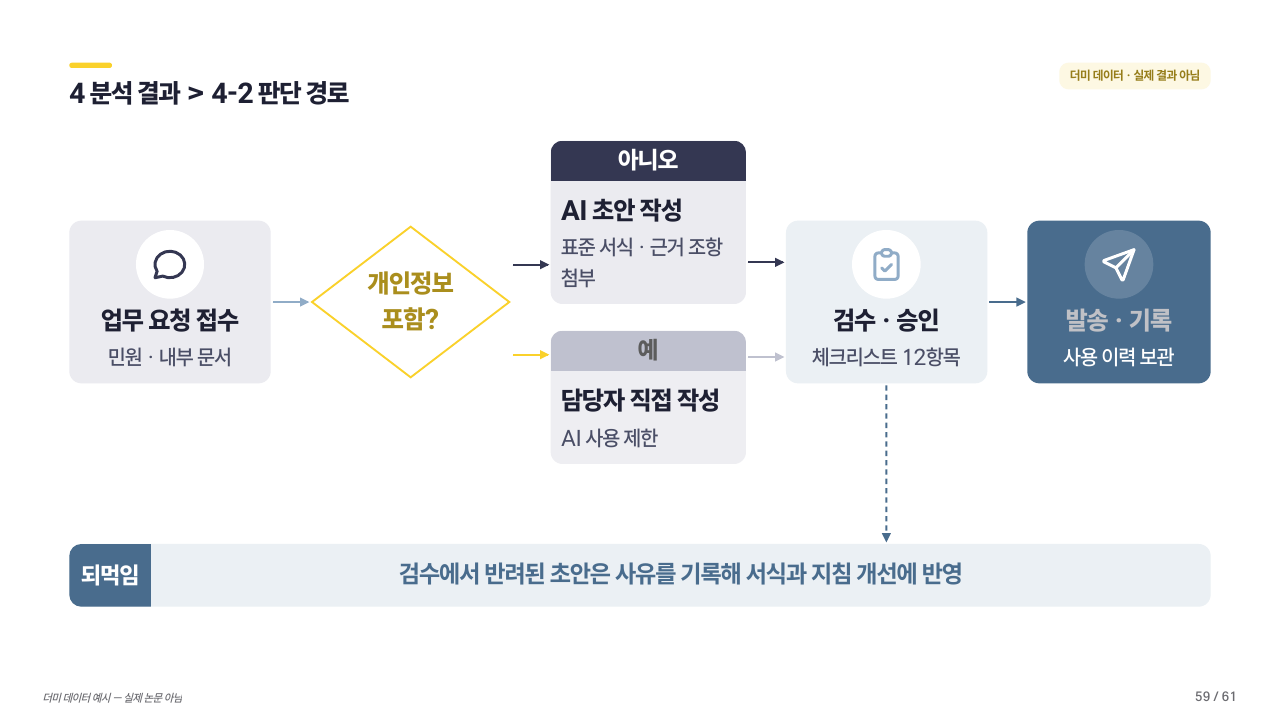 4 분석 결과 > 4-2 판단 경로
더미 데이터 · 실제 결과 아님
업무 요청 접수
민원 · 내부 문서
개인정보
포함?
아니오
AI 초안 작성
표준 서식 · 근거 조항
첨부
예
담당자 직접 작성
AI 사용 제한
검수 · 승인
체크리스트 12항목
발송 · 기록
사용 이력 보관
되먹임
검수에서 반려된 초안은 사유를 기록해 서식과 지침 개선에 반영
더미 데이터 예시 — 실제 논문 아님
59 / 61